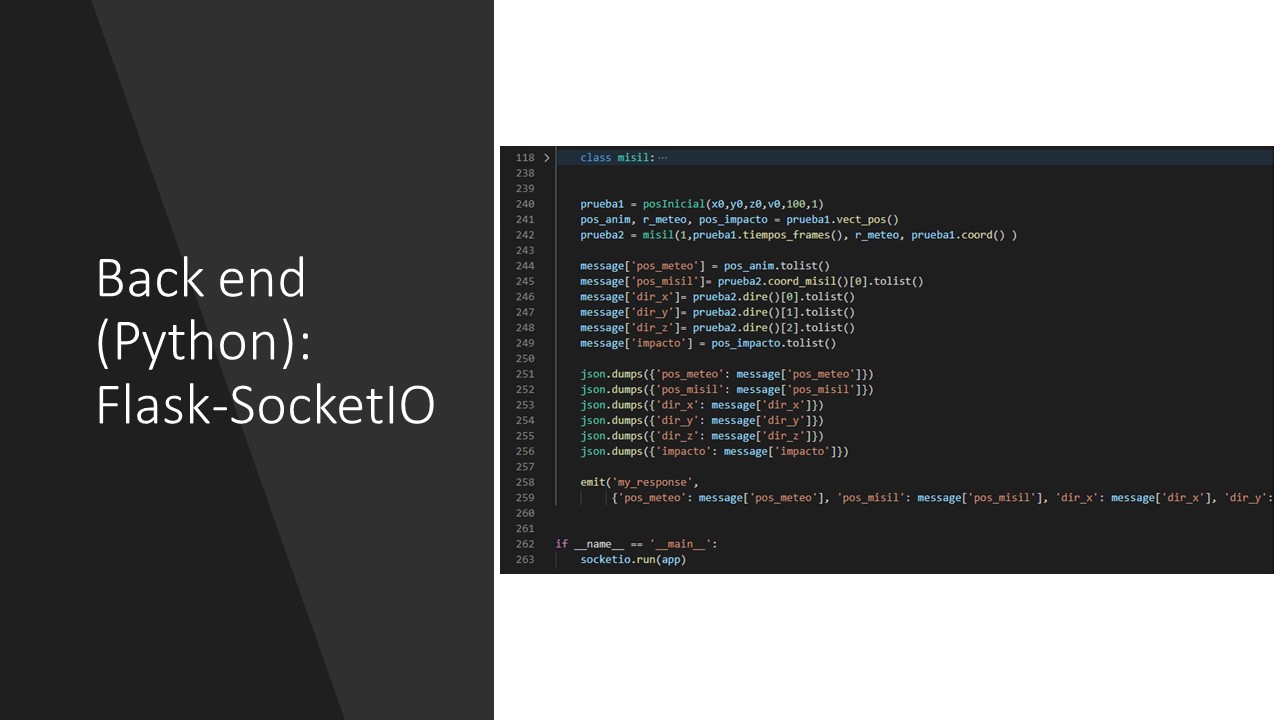 Back end
(Python):
Flask-SocketIO
118 > class misil: ⋯
238
239
240 prueba1 = posInicial(x0,y0,z0,v0,100,1)
241 pos_anim, r_meteo, pos_impacto = prueba1.vect_pos()
242 prueba2 = misil(1,prueba1.tiempos_frames(), r_meteo, prueba1.coord() )
243
244 message['pos_meteo'] = pos_anim.tolist()
245 message['pos_misil']= prueba2.coord_misil()[0].tolist()
246 message['dir_x']= prueba2.dire()[0].tolist()
247 message['dir_y']= prueba2.dire()[1].tolist()
248 message['dir_z']= prueba2.dire()[2].tolist()
249 message['impacto'] = pos_impacto.tolist()
250
251 json.dumps({'pos_meteo': message['pos_meteo']})
252 json.dumps({'pos_misil': message['pos_misil']})
253 json.dumps({'dir_x': message['dir_x']})
254 json.dumps({'dir_y': message['dir_y']})
255 json.dumps({'dir_z': message['dir_z']})
256 json.dumps({'impacto': message['impacto']})
257
258 emit('my_response',
259 {'pos_meteo': message['pos_meteo'], 'pos_misil': message['pos_misil'], 'dir_x': message['dir_x'], 'dir_y':
260
261
262 if __name__ == '__main__':
263 socketio.run(app)